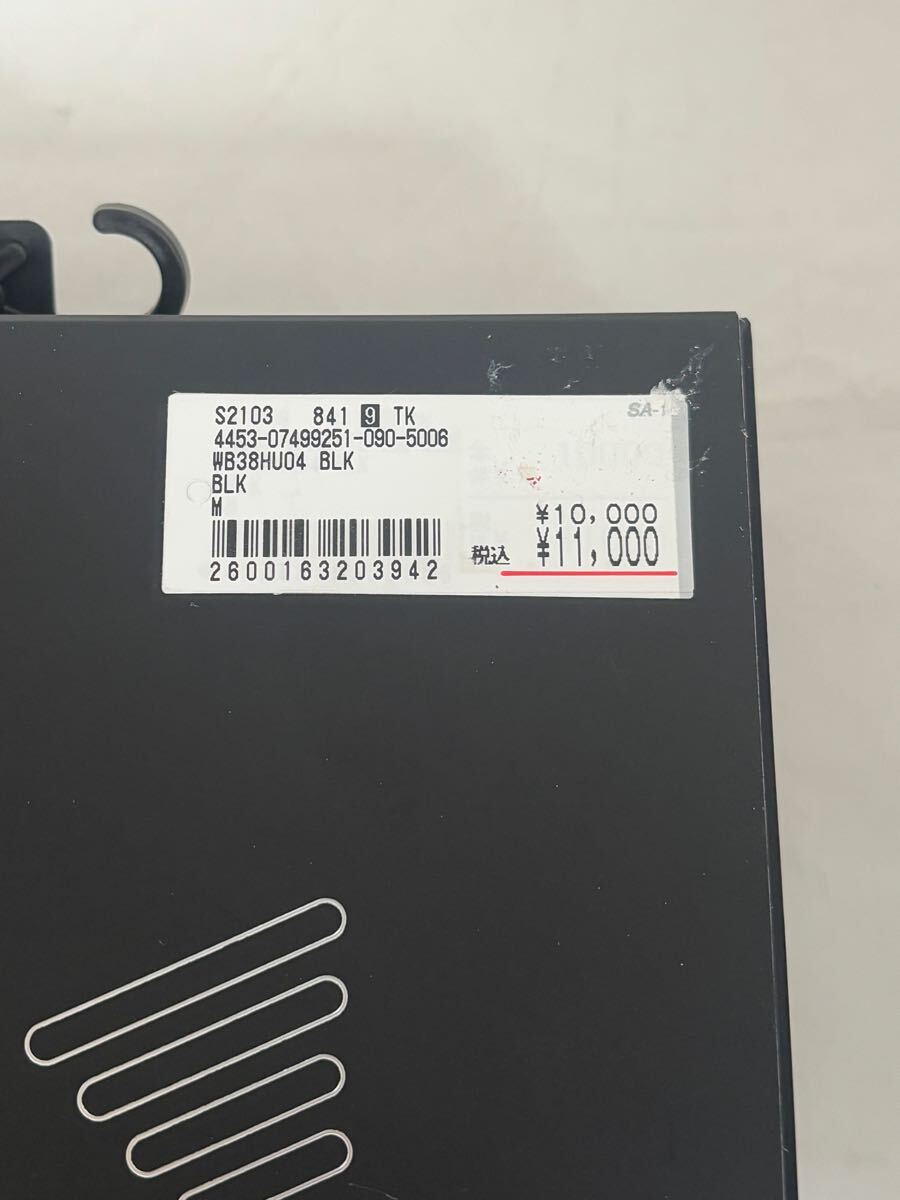 S2103 841 9 TK
4453-07499251-090-5006
WB38HU04 BLK
BLK
M
¥10,000
税込 ¥11,000
2600163203942